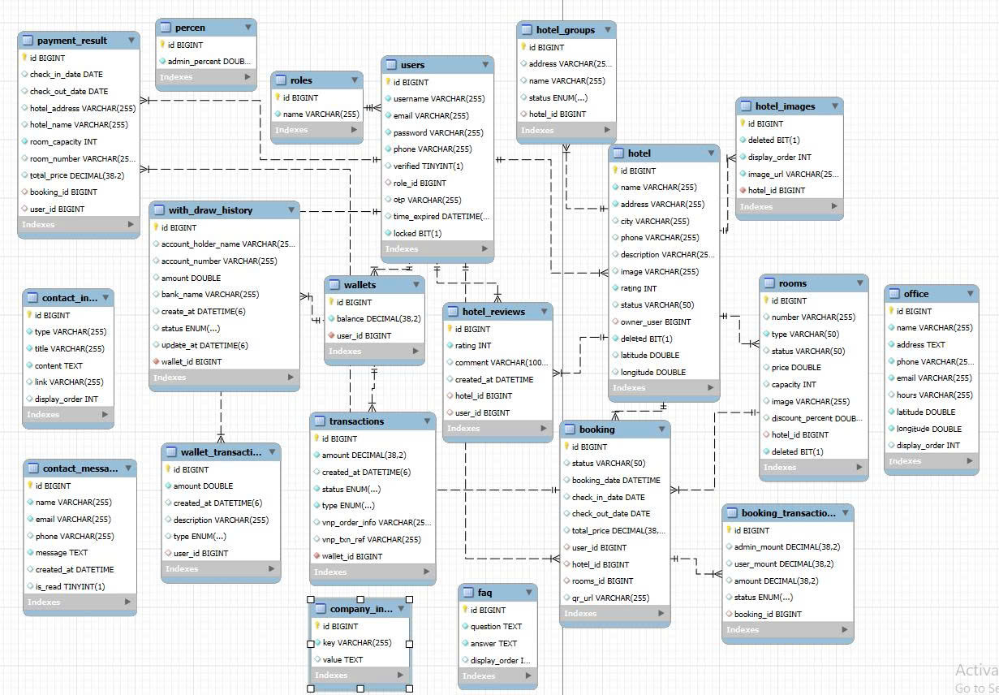 payment_result
id BIGINT
check_in_date DATE
check_out_date DATE
hotel_address VARCHAR(255)
hotel_name VARCHAR(255)
room_capacity INT
room_number VARCHAR(25...
total_price DECIMAL(38,2)
booking_id BIGINT
user_id BIGINT
Indexes
percen
id BIGINT
admin_percent DOUB...
Indexes
roles
id BIGINT
name VARCHAR(255)
Indexes
users
id BIGINT
username VARCHAR(255)
email VARCHAR(255)
password VARCHAR(255)
phone VARCHAR(255)
verified TINYINT(1)
role_id BIGINT
otp VARCHAR(255)
time_expired DATETIME(...
locked BIT(1)
Indexes
hotel_groups
id BIGINT
address VARCHAR(25...
name VARCHAR(255)
status ENUM(...)
hotel_id BIGINT
Indexes
hotel_images
id BIGINT
deleted BIT(1)
display_order INT
image_url VARCHAR(25...
hotel_id BIGINT
Indexes
hotel
id BIGINT
name VARCHAR(255)
address VARCHAR(255)
city VARCHAR(255)
phone VARCHAR(255)
description VARCHAR(25...
image VARCHAR(255)
rating INT
status VARCHAR(50)
owner_user BIGINT
deleted BIT(1)
latitude DOUBLE
longitude DOUBLE
Indexes
with_draw_history
id BIGINT
account_holder_name VARCHAR(25...
account_number VARCHAR(255)
amount DOUBLE
bank_name VARCHAR(255)
create_at DATETIME(6)
status ENUM(...)
update_at DATETIME(6)
wallet_id BIGINT
Indexes
wallets
id BIGINT
balance DECIMAL(38,2)
user_id BIGINT
Indexes
hotel_reviews
id BIGINT
rating INT
comment VARCHAR(100...
created_at DATETIME
hotel_id BIGINT
user_id BIGINT
Indexes
rooms
id BIGINT
number VARCHAR(255)
type VARCHAR(50)
status VARCHAR(50)
price DOUBLE
capacity INT
image VARCHAR(255)
discount_percent DOUB...
hotel_id BIGINT
deleted BIT(1)
Indexes
office
id BIGINT
name VARCHAR(255)
address TEXT
phone VARCHAR(25...
email VARCHAR(255)
hours VARCHAR(255)
latitude DOUBLE
longitude DOUBLE
display_order INT
Indexes
contact_in...
id BIGINT
type VARCHAR(255)
title VARCHAR(255)
content TEXT
link VARCHAR(255)
display_order INT
Indexes
contact_messa...
id BIGINT
name VARCHAR(255)
email VARCHAR(255)
phone VARCHAR(255)
message TEXT
created_at DATETIME
is_read TINYINT(1)
Indexes
wallet_transacti...
id BIGINT
amount DOUBLE
created_at DATETIME(6)
description VARCHAR(255)
type ENUM(...)
user_id BIGINT
Indexes
transactions
id BIGINT
amount DECIMAL(38,2)
created_at DATETIME(6)
status ENUM(...)
type ENUM(...)
vnp_order_info VARCHAR(25...
vnp_txn_ref VARCHAR(255)
wallet_id BIGINT
Indexes
booking
id BIGINT
status VARCHAR(50)
booking_date DATETIME
check_in_date DATE
check_out_date DATE
total_price DECIMAL(38,...
user_id BIGINT
hotel_id BIGINT
rooms_id BIGINT
qr_url VARCHAR(255)
Indexes
booking_transactio...
id BIGINT
admin_mount DECIMAL(38,2)
user_mount DECIMAL(38,2)
amount DECIMAL(38,2)
status ENUM(...)
booking_id BIGINT
Indexes
company_in...
id BIGINT
key VARCHAR(255)
value TEXT
Indexes
faq
id BIGINT
question TEXT
answer TEXT
display_order I...
Indexes
Activa
Go to Se